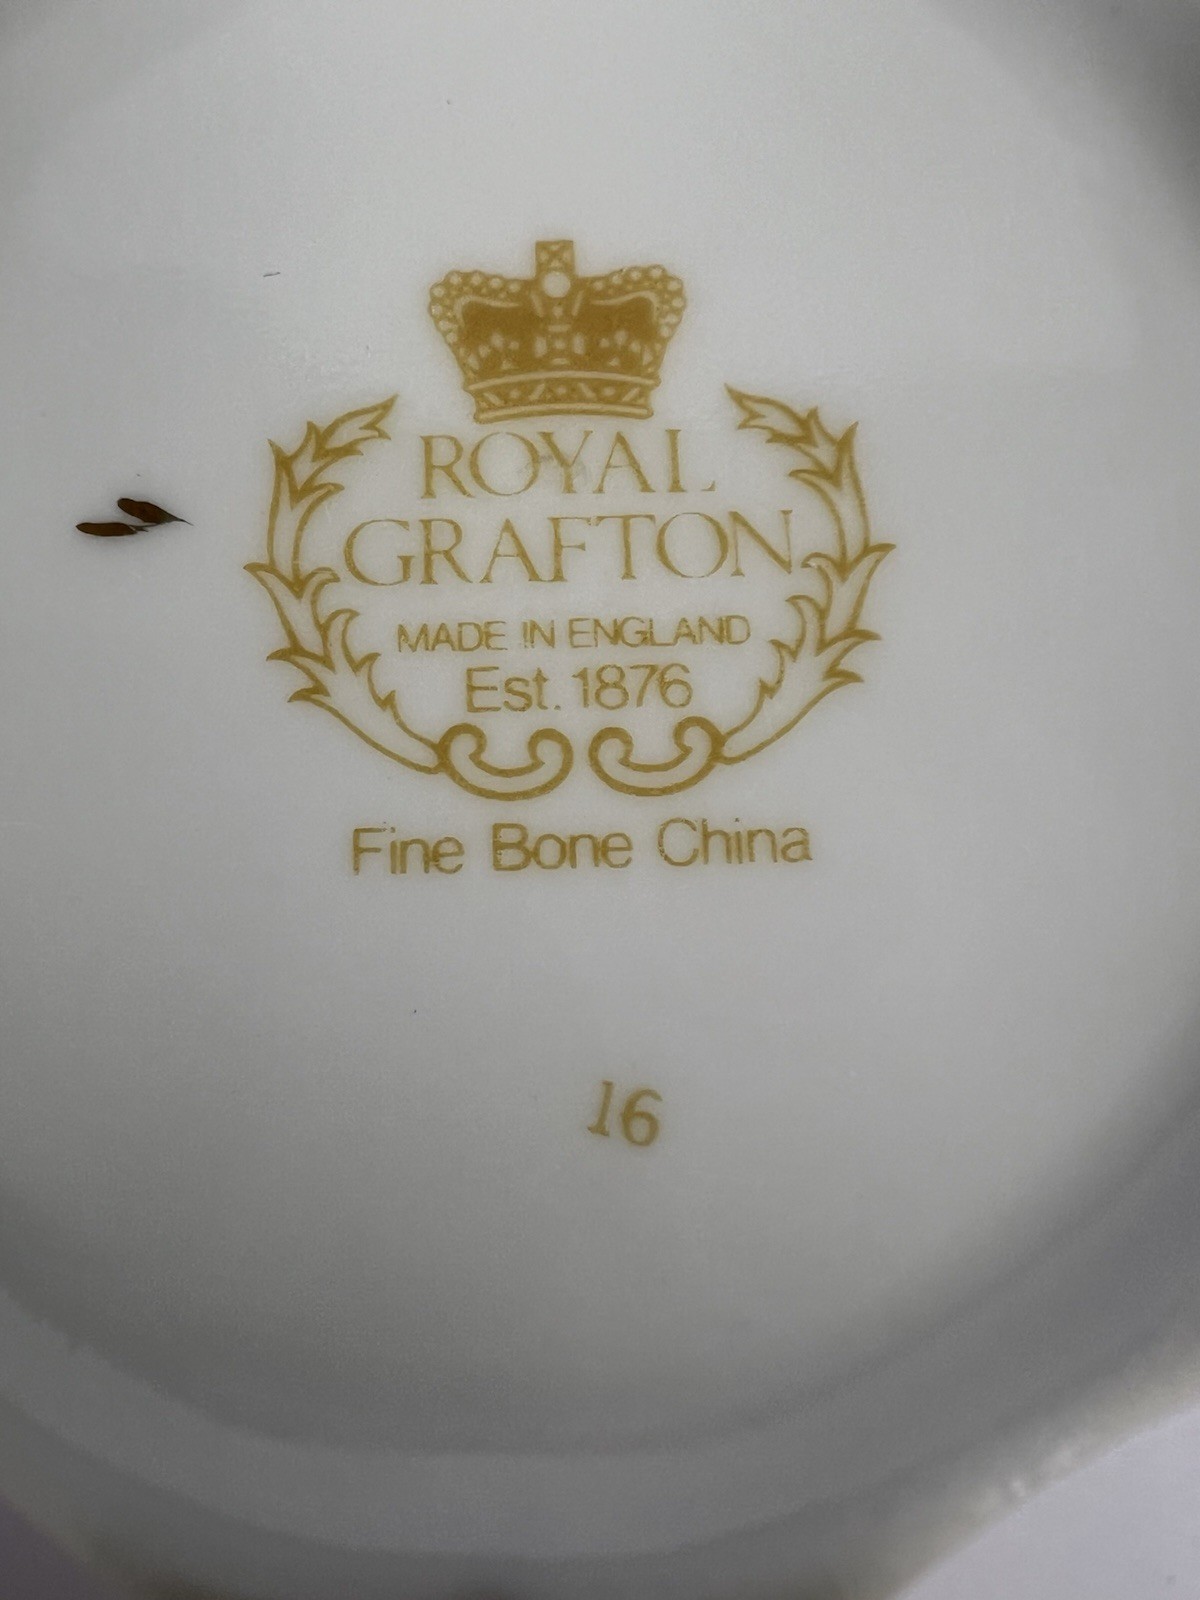 ROYAL
GRAFTON
MADE IN ENGLAND
Est. 1876
Fine Bone China
16